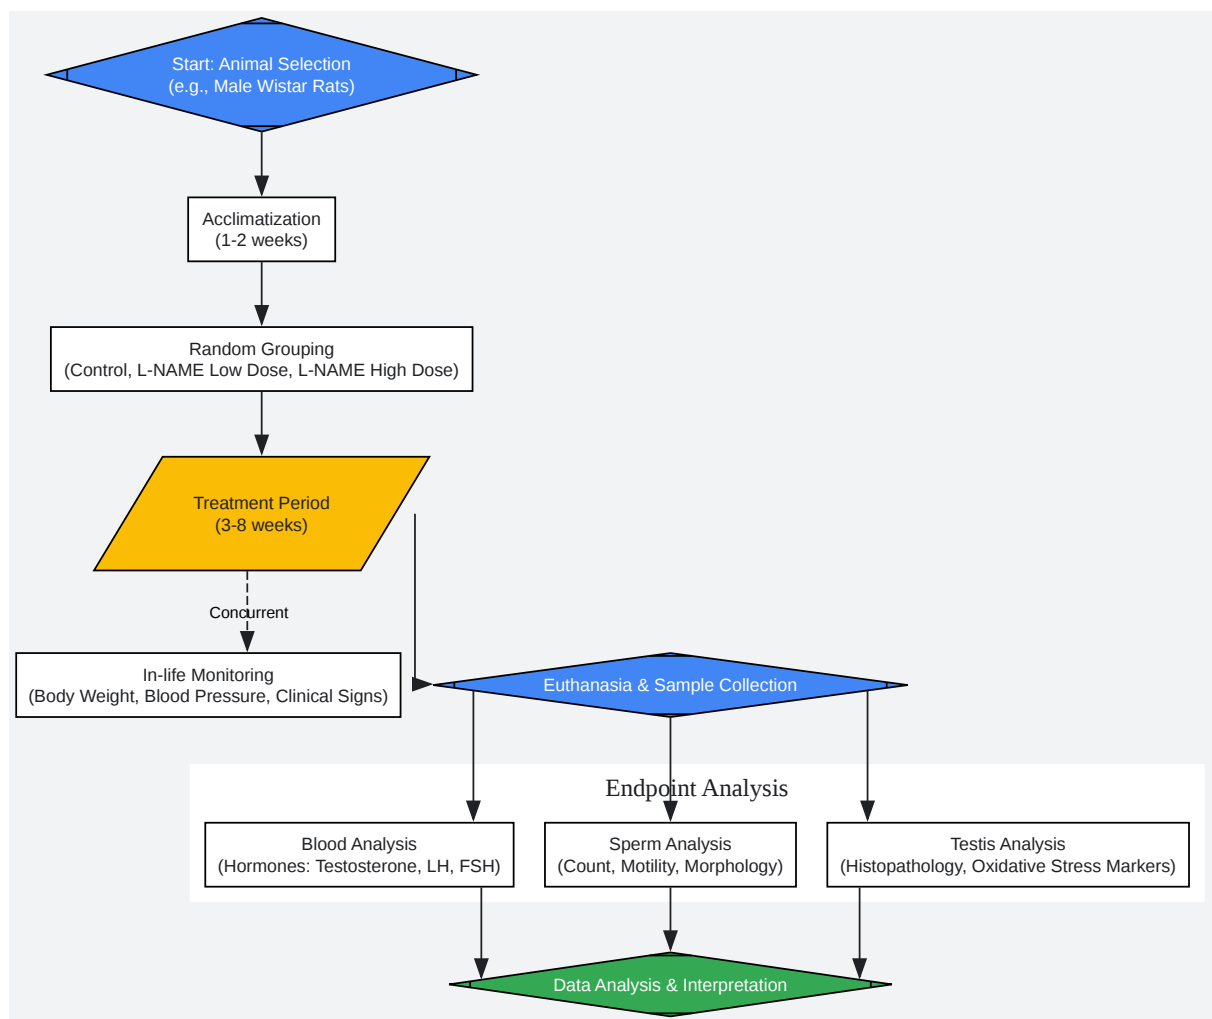 Start: Animal Selection
(e.g., Male Wistar Rats)
Acclimatization
(1-2 weeks)
Random Grouping
(Control, L-NAME Low Dose, L-NAME High Dose)
Treatment Period
(3-8 weeks)
Concurrent
In-life Monitoring
(Body Weight, Blood Pressure, Clinical Signs)
Euthanasia & Sample Collection
Endpoint Analysis
Blood Analysis
(Hormones: Testosterone, LH, FSH)
Sperm Analysis
(Count, Motility, Morphology)
Testis Analysis
(Histopathology, Oxidative Stress Markers)
Data Analysis & Interpretation